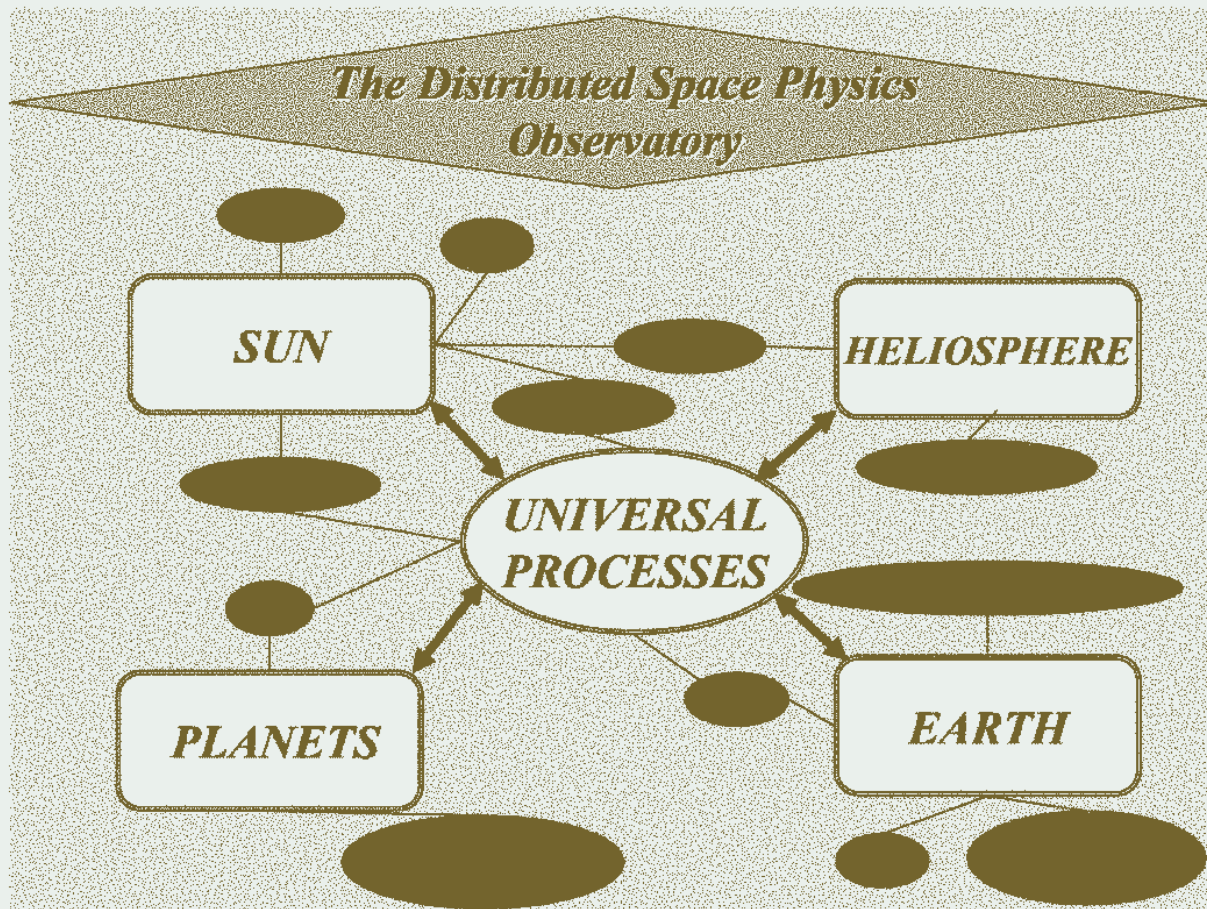 The Distributed Space Physics
Observatory
SUN
HELIOSPHERE
UNIVERSAL
PROCESSES
PLANETS
EARTH